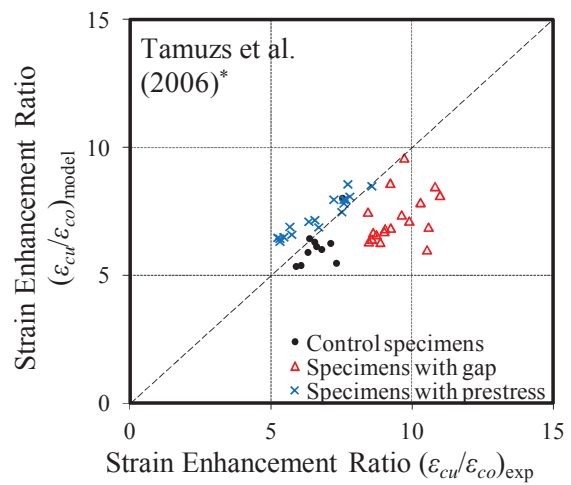 Tamuzs et al.
(2006)*
Strain Enhancement Ratio
(εcu/εco)model
15
10
5
0
Control specimens
Specimens with gap
Specimens with prestress
0 5 10 15
Strain Enhancement Ratio (εcu/εco)exp